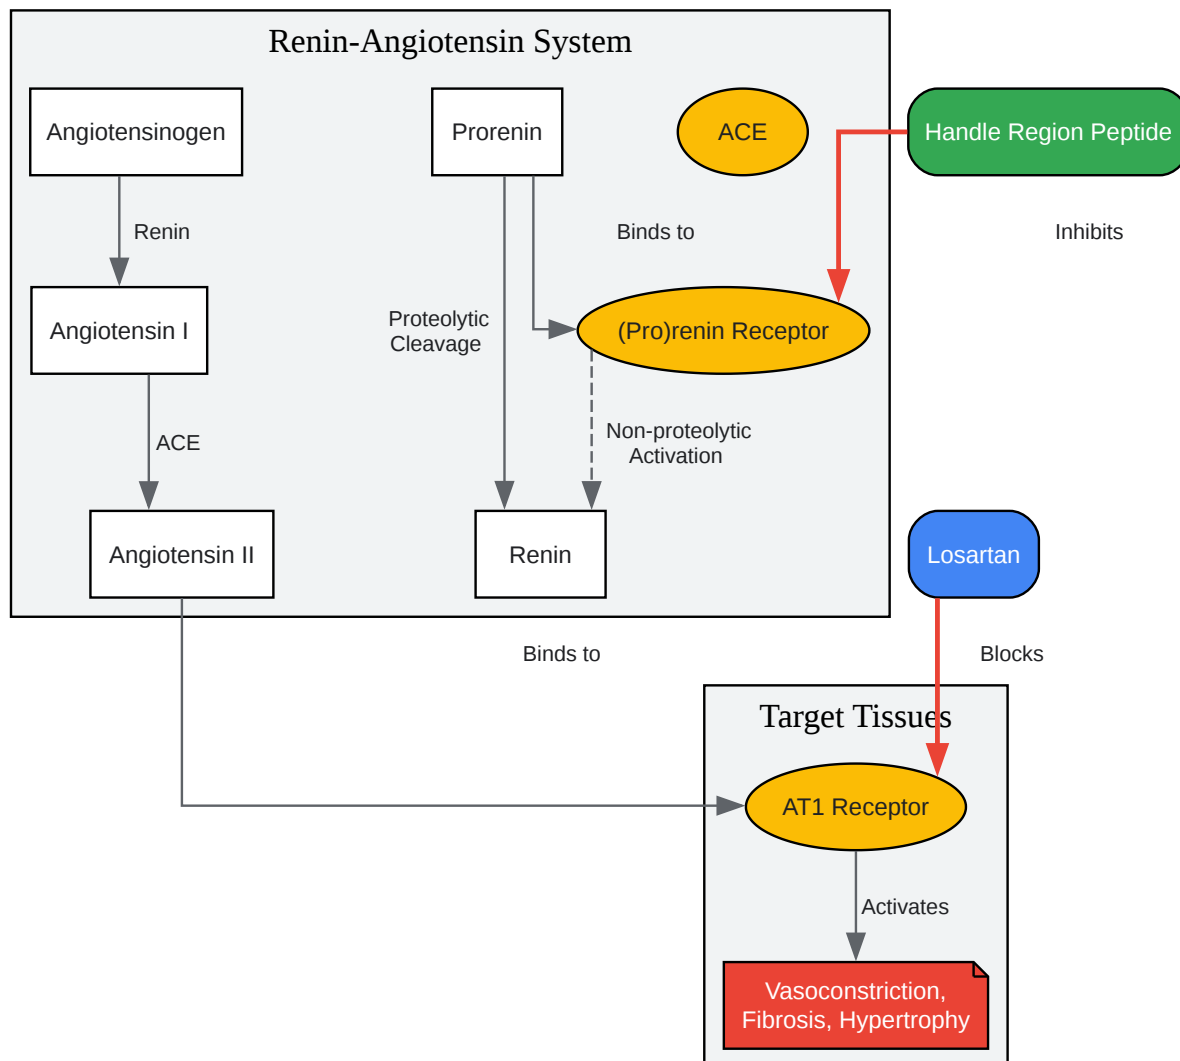 Renin-Angiotensin System
Angiotensinogen
Prorenin
ACE
Handle Region Peptide
Renin
Binds to
Inhibits
Proteolytic
Cleavage
Angiotensin I
(Pro)renin Receptor
ACE
Non-proteolytic
Activation
Angiotensin II
Renin
Losartan
Binds to
Blocks
Target Tissues
AT1 Receptor
Activates
Vasoconstriction,
Fibrosis, Hypertrophy